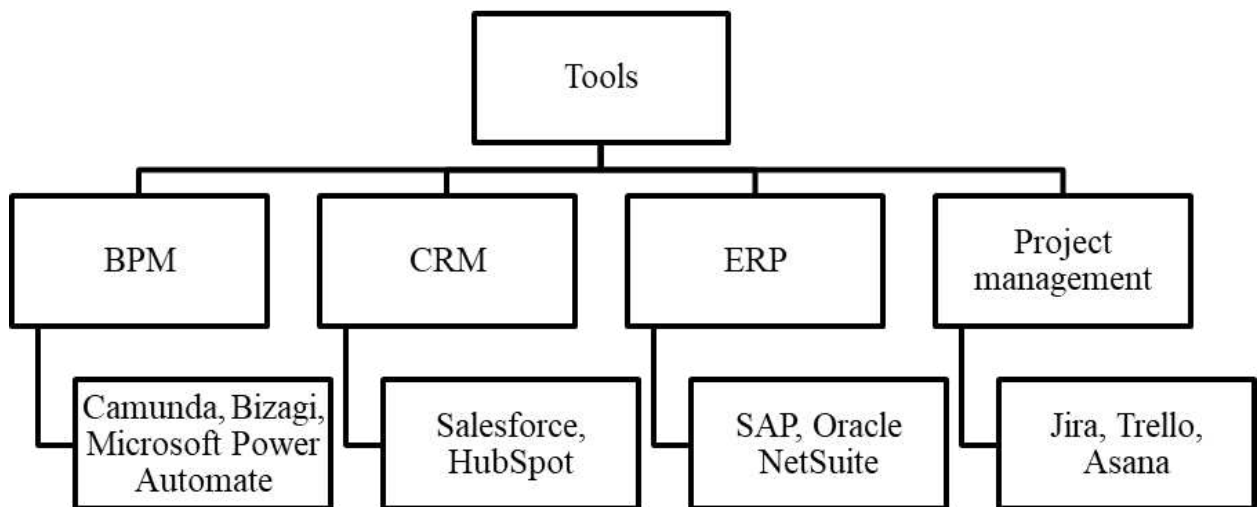 Tools
BPM
CRM
ERP
Project
management
Camunda, Bizagi,
Microsoft Power
Automate
Salesforce,
HubSpot
SAP, Oracle
NetSuite
Jira, Trello,
Asana